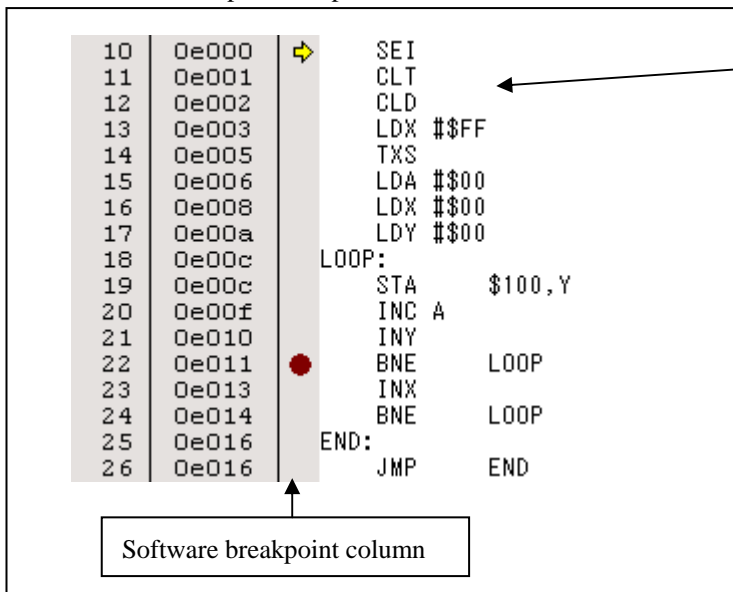 10 0e000 SEI
11 0e001 CLT
12 0e002 CLD
13 0e003 LDX #$FF
14 0e005 TXS
15 0e006 LDA #$00
16 0e008 LDX #$00
17 0e00a LDY #$00
18 0e00c LOOP:
19 0e00c STA $100,Y
20 0e00f INC A
21 0e010 INY
22 0e011 BNE LOOP
23 0e013 INX
24 0e014 BNE LOOP
25 0e016 END:
26 0e016 JMP END
Software breakpoint column